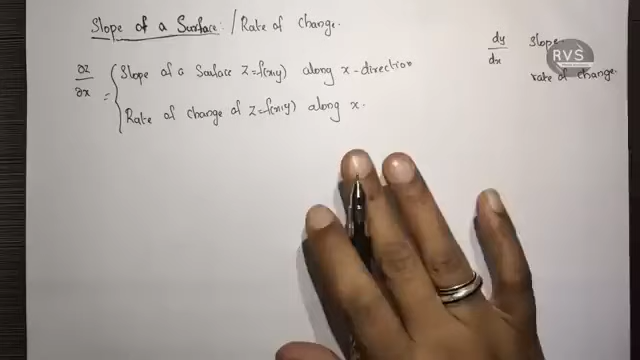 Slope of a Surface: / Rate of change.
dy/dx Slope.
rate of change.
RVS
∂z/∂x = { Slope of a Surface Z=f(x,y) along x-direction
Rate of change of Z=f(x,y) along x.